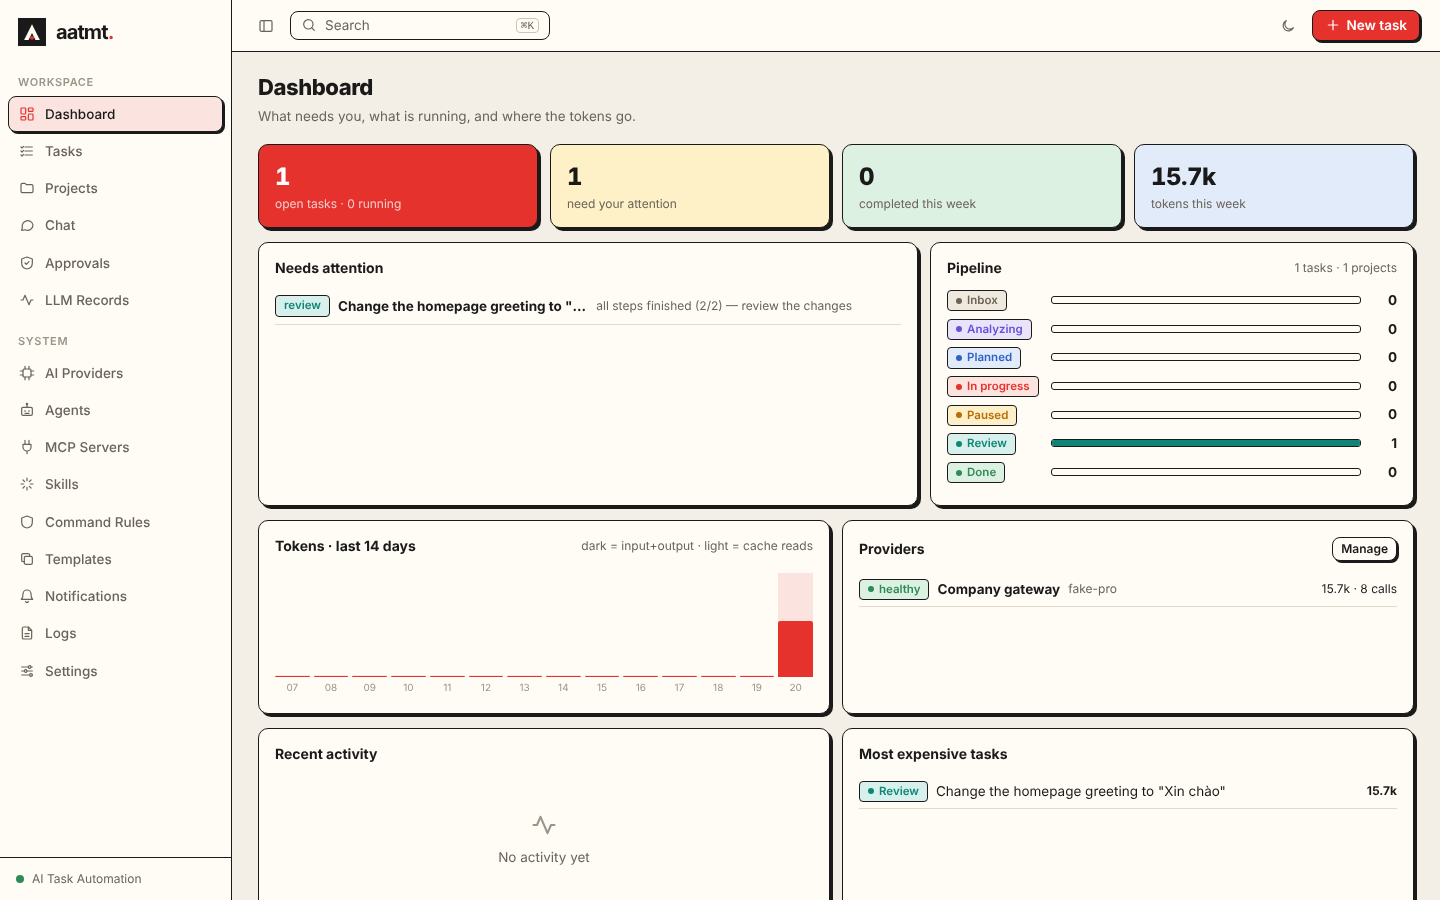 aatmt.
WORKSPACE
Dashboard
Tasks
Projects
Chat
Approvals
LLM Records
SYSTEM
AI Providers
Agents
MCP Servers
Skills
Command Rules
Templates
Notifications
Logs
Settings
AI Task Automation
Search ⌘K
New task
Dashboard
What needs you, what is running, and where the tokens go.
1
open tasks · 0 running
1
need your attention
0
completed this week
15.7k
tokens this week
Needs attention
review Change the homepage greeting to "... all steps finished (2/2) — review the changes
Pipeline 1 tasks · 1 projects
Inbox 0
Analyzing 0
Planned 0
In progress 0
Paused 0
Review 1
Done 0
Tokens · last 14 days dark = input+output · light = cache reads
07 08 09 10 11 12 13 14 15 16 17 18 19 20
Providers Manage
healthy Company gateway fake-pro 15.7k · 8 calls
Recent activity
No activity yet
Most expensive tasks
Review Change the homepage greeting to "Xin chào" 15.7k